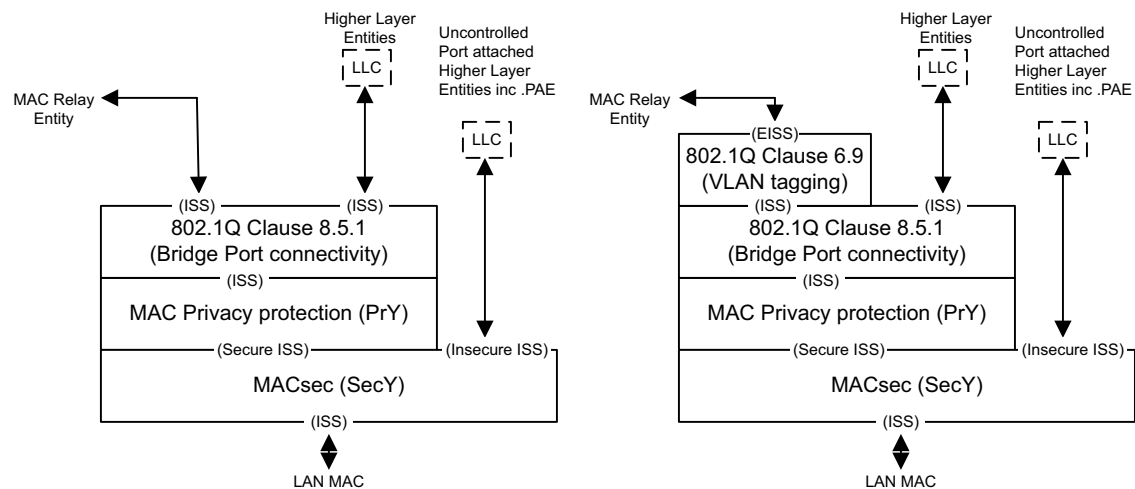 Higher Layer
Entities
LLC
Uncontrolled
Port attached
Higher Layer
Entities inc .PAE
MAC Relay
Entity
LLC
(ISS)
(ISS)
802.1Q Clause 8.5.1
(Bridge Port connectivity)
(ISS)
MAC Privacy protection (PrY)
(Secure ISS)
(Insecure ISS)
MACsec (SecY)
(ISS)
LAN MAC
Higher Layer
Entities
LLC
Uncontrolled
Port attached
Higher Layer
Entities inc .PAE
MAC Relay
Entity
(EISS)
LLC
802.1Q Clause 6.9
(VLAN tagging)
(ISS)
(ISS)
802.1Q Clause 8.5.1
(Bridge Port connectivity)
(ISS)
MAC Privacy protection (PrY)
(Secure ISS)
(Insecure ISS)
MACsec (SecY)
(ISS)
LAN MAC